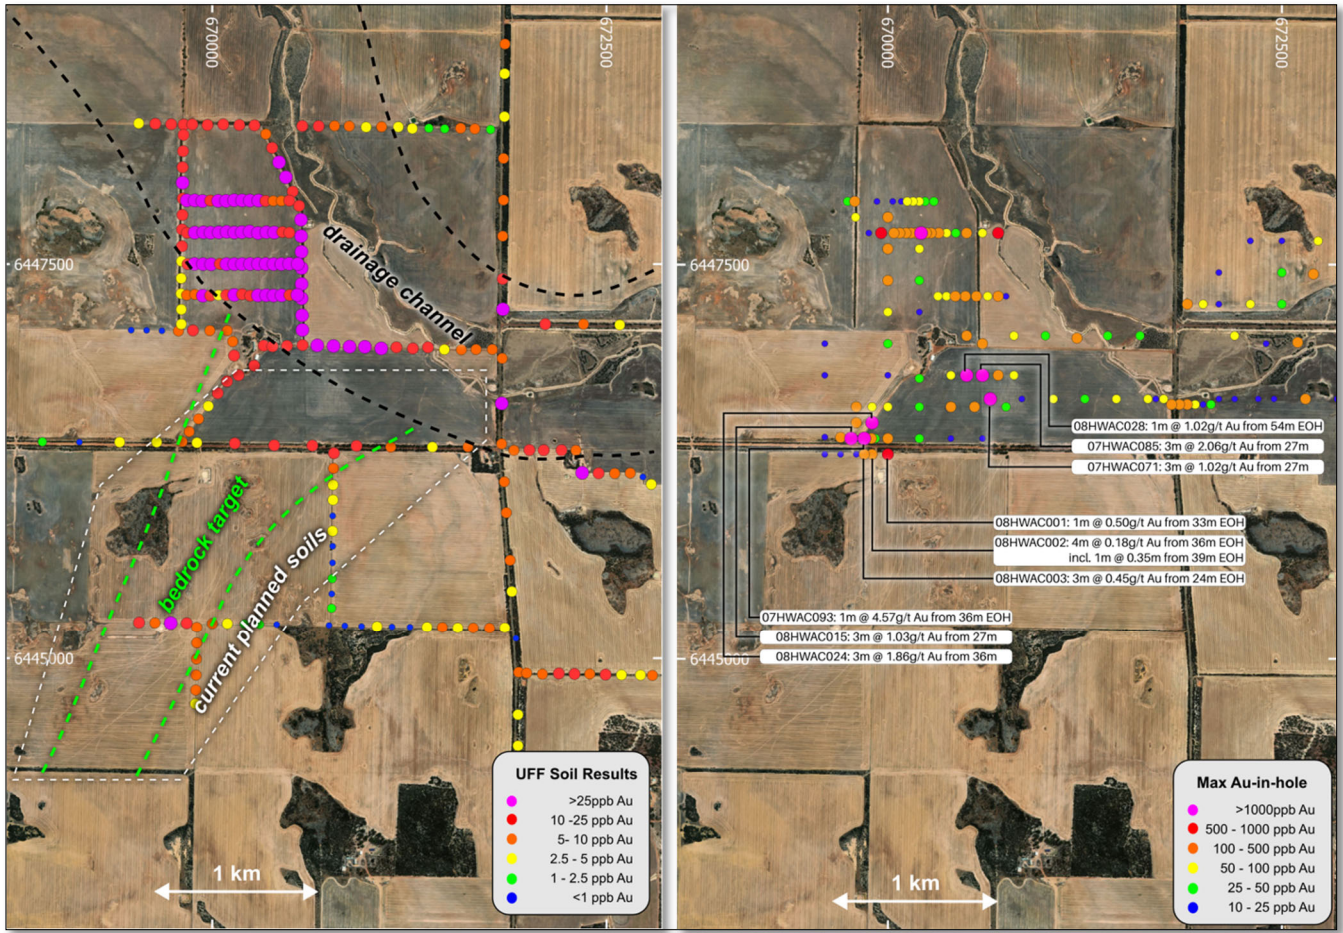 670000
672500
6447500
6445000
drainage channel
bedrock target
current planned soils
1 km
UFF Soil Results
>25ppb Au
10 -25 ppb Au
5- 10 ppb Au
2.5 - 5 ppb Au
1 - 2.5 ppb Au
<1 ppb Au
670000
672500
6447500
6445000
08HWAC028: 1m @ 1.02g/t Au from 54m EOH
07HWAC085: 3m @ 2.06g/t Au from 27m
07HWAC071: 3m @ 1.02g/t Au from 27m
08HWAC001: 1m @ 0.50g/t Au from 33m EOH
08HWAC002: 4m @ 0.18g/t Au from 36m EOH
incl. 1m @ 0.35m from 39m EOH
08HWAC003: 3m @ 0.45g/t Au from 24m EOH
07HWAC093: 1m @ 4.57g/t Au from 36m EOH
08HWAC015: 3m @ 1.03g/t Au from 27m
08HWAC024: 3m @ 1.86g/t Au from 36m
1 km
Max Au-in-hole
>1000ppb Au
500 - 1000 ppb Au
100 - 500 ppb Au
50 - 100 ppb Au
25 - 50 ppb Au
10 - 25 ppb Au